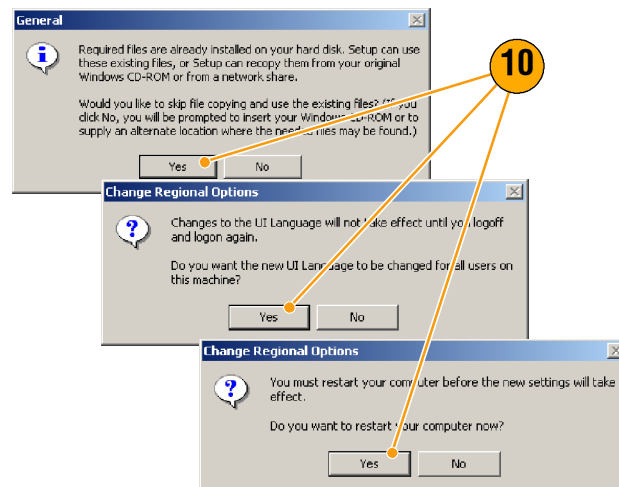 General
Required files are already installed on your hard disk. Setup can use
these existing files, or Setup can recopy them from your original
Windows CD-ROM or from a network share.
Would you like to skip file copying and use the existing files? (If you
click No, you will be prompted to insert your Windows CD-ROM or to
supply an alternate location where the needed files may be found.)
Yes
No
10
Change Regional Options
Changes to the UI Language will not take effect until you logoff
and logon again.
Do you want the new UI Language to be changed for all users on
this machine?
Yes
No
Change Regional Options
You must restart your computer before the new settings will take
effect.
Do you want to restart your computer now?
Yes
No